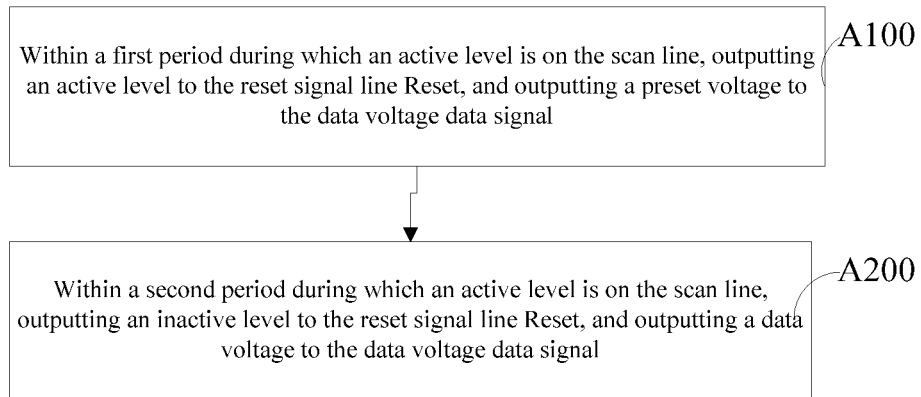 Within a first period during which an active level is on the scan line, outputting
an active level to the reset signal line Reset, and outputting a preset voltage to
the data voltage data signal
A100
Within a second period during which an active level is on the scan line,
outputting an inactive level to the reset signal line Reset, and outputting a data
voltage to the data voltage data signal
A200